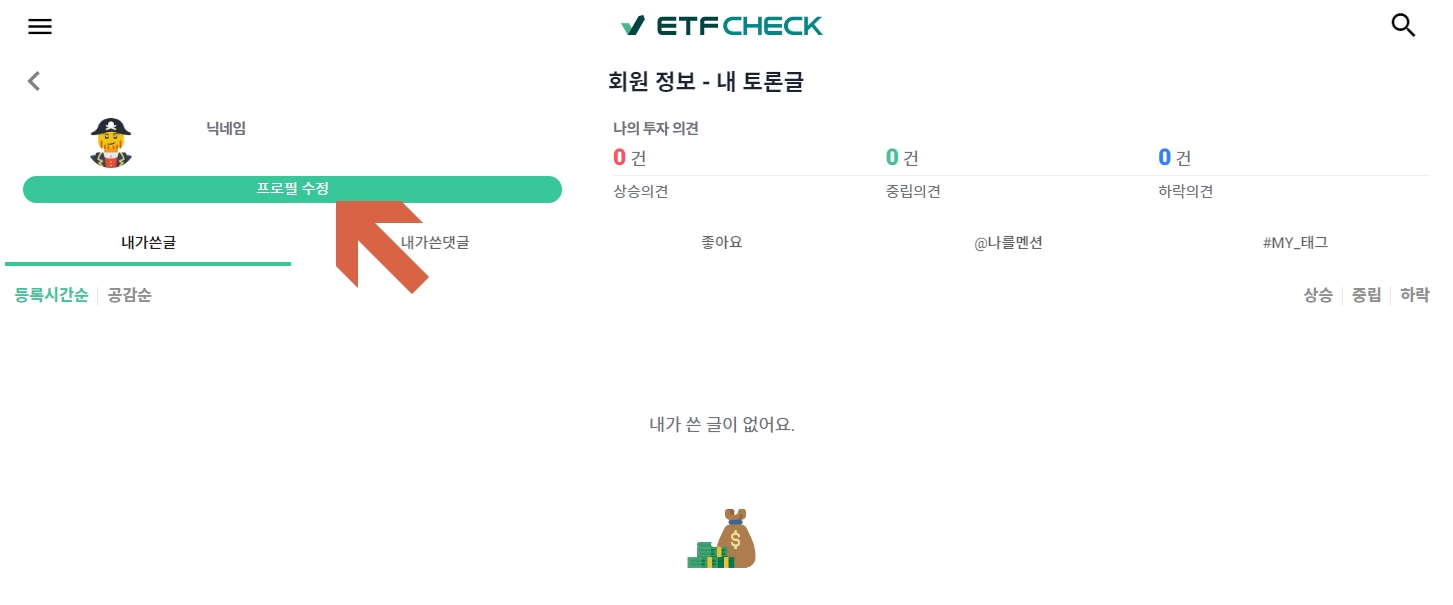 ETFCHECK
회원 정보 - 내 토론글
닉네임
프로필 수정
나의 투자 의견
0 건 0 건 0 건
상승의견 중립의견 하락의견
내가쓴글 내가쓴댓글 좋아요 @나를멘션 #MY_태그
등록시간순 공감순 상승 중립 하락
내가 쓴 글이 없어요.
$